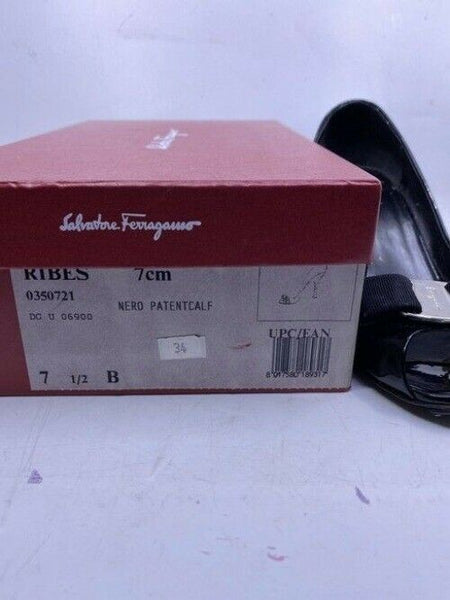 Salvatore Ferragamo
RIBES 7cm
0350721
NERO PATENTCALF
DC U 06900
34
UPC/EAN
7 1/2 B